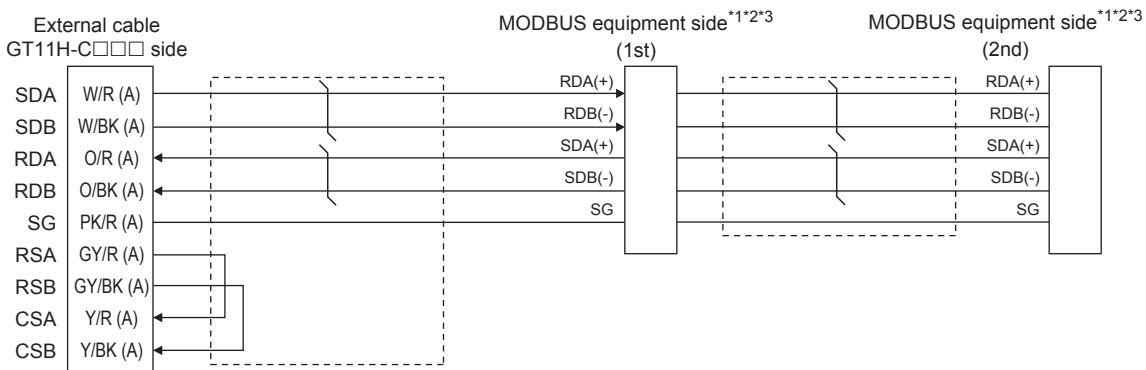 External cable
GT11H-C□□□ side
MODBUS equipment side*1*2*3
(1st)
MODBUS equipment side*1*2*3
(2nd)
SDA W/R (A) RDA(+) RDA(+)
SDB W/BK (A) RDB(-) RDB(-)
RDA O/R (A) SDA(+) SDA(+)
RDB O/BK (A) SDB(-) SDB(-)
SG PK/R (A) SG SG
RSA GY/R (A)
RSB GY/BK (A)
CSA Y/R (A)
CSB Y/BK (A)